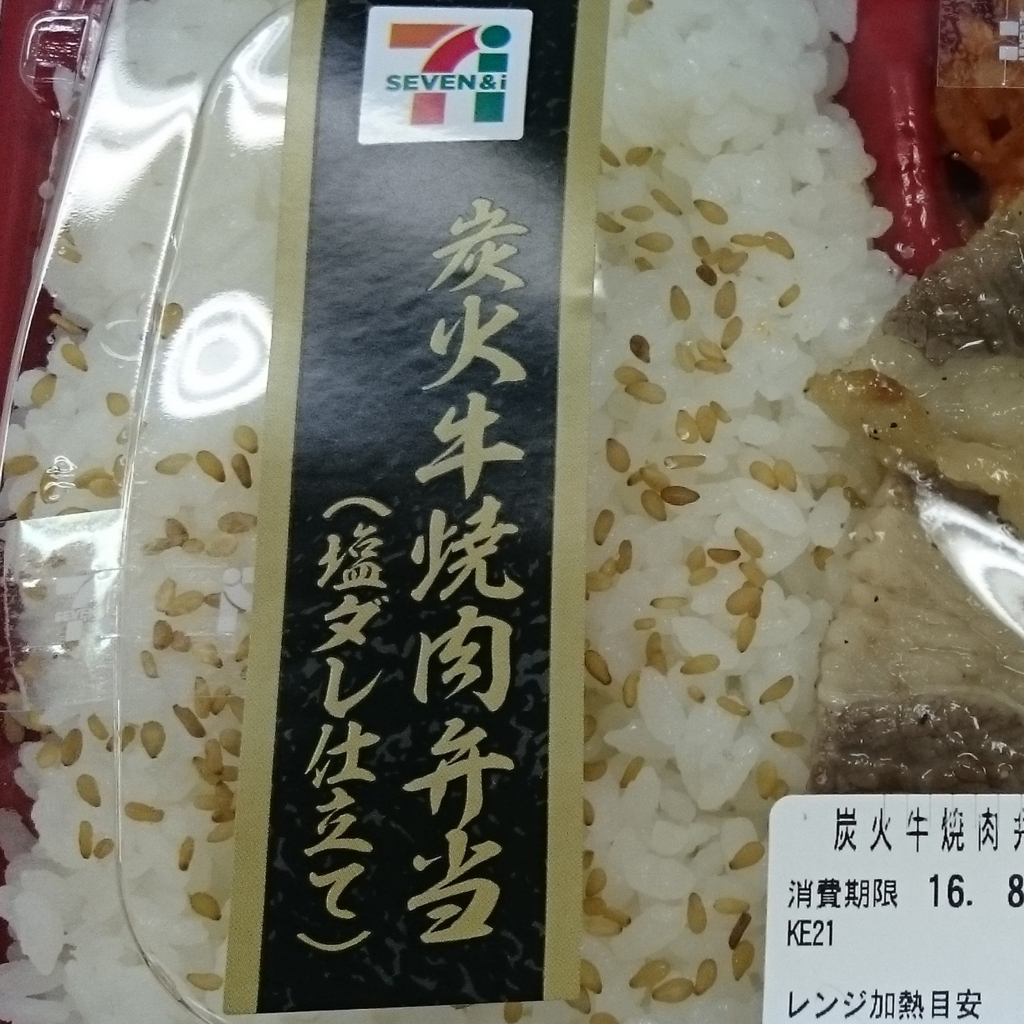 SEVEN&i
炭火牛焼肉弁当
(塩ダレ仕立て)
炭火牛焼肉
消費期限 16. 8
KE21
レンジ加熱目安